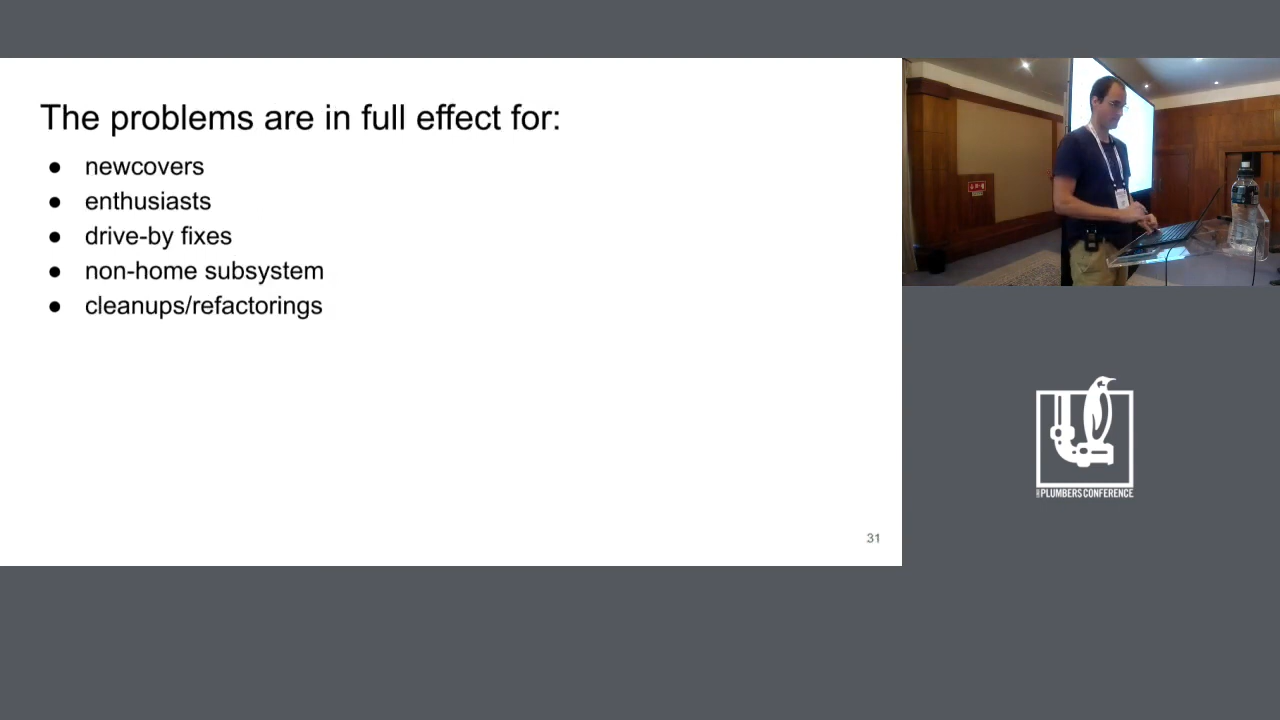 The problems are in full effect for:
● newcovers
● enthusiasts
● drive-by fixes
● non-home subsystem
● cleanups/refactorings
31
PLUMBERS CONFERENCE